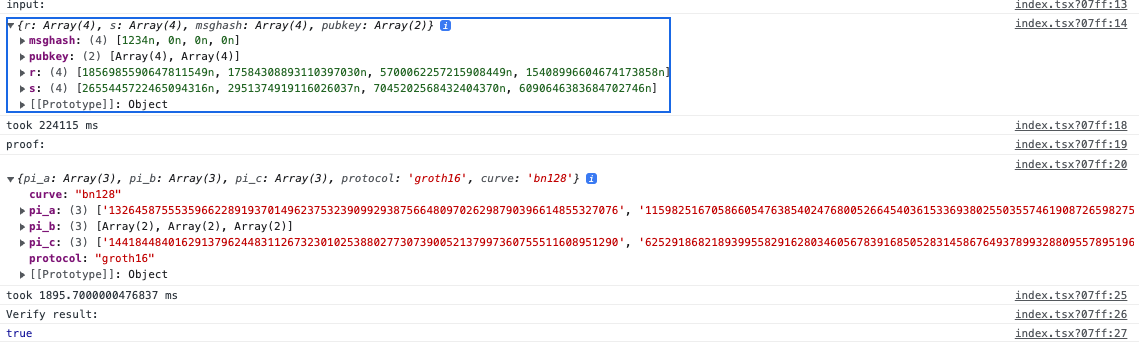 input: index.tsx?07ff:13
{r: Array(4), s: Array(4), msghash: Array(4), pubkey: Array(2)} i index.tsx?07ff:14
msghash: (4) [1234n, 0n, 0n, 0n]
pubkey: (2) [Array(4), Array(4)]
r: (4) [1856985590647811549n, 17584308893110397030n, 5700062257215908449n, 15408996604674173858n]
s: (4) [2655445722465094316n, 2951374919116026037n, 7045202568432404370n, 6090646383684702746n]
[[Prototype]]: Object
took 224115 ms index.tsx?07ff:18
proof: index.tsx?07ff:19
index.tsx?07ff:20
{pi_a: Array(3), pi_b: Array(3), pi_c: Array(3), protocol: 'groth16', curve: 'bn128'} i
curve: "bn128"
pi_a: (3) ['13264587555359662289193701496237532390992938756648097026298790396614855327076', '11598251670586605476385402476800526645403615336938025503557461908726598275
pi_b: (3) [Array(2), Array(2), Array(2)]
pi_c: (3) ['14418448401629137962448311267323010253880277307390052137997360755511608951290', '62529186821893995582916280346056783916850528314586764937899328809557895196
protocol: "groth16"
[[Prototype]]: Object
took 1895.7000000476837 ms index.tsx?07ff:25
Verify result: index.tsx?07ff:26
true index.tsx?07ff:27